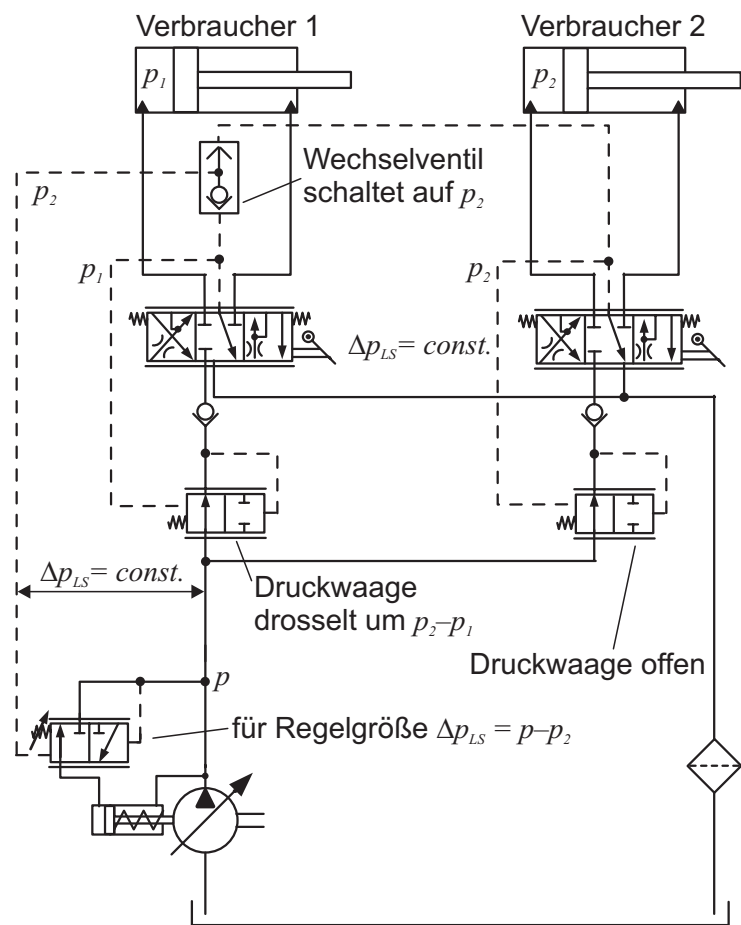 Verbraucher 1
Verbraucher 2
p₁
p₂
Wechselventil
schaltet auf p₂
p₂
p₁
p₂
Δp_LS = const.
Δp_LS = const.
Druckwaage
drosselt um p₂–p₁
Druckwaage offen
p
für Regelgröße Δp_LS = p–p₂